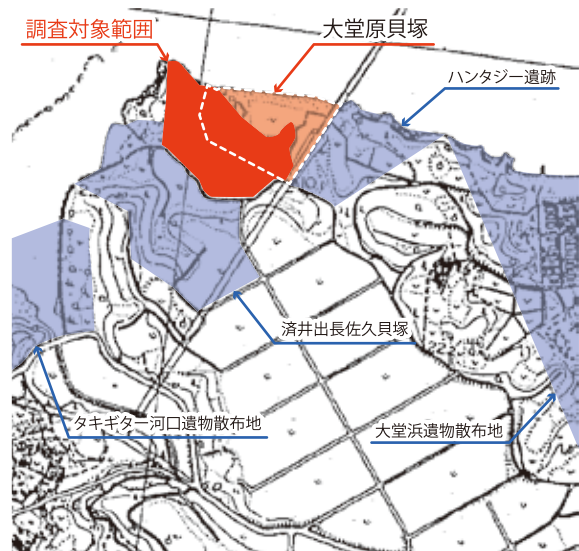 調査対象範囲
大堂原貝塚
ハンタジー遺跡
済井出長佐久貝塚
タキギター河口遺物散布地
大堂浜遺物散布地